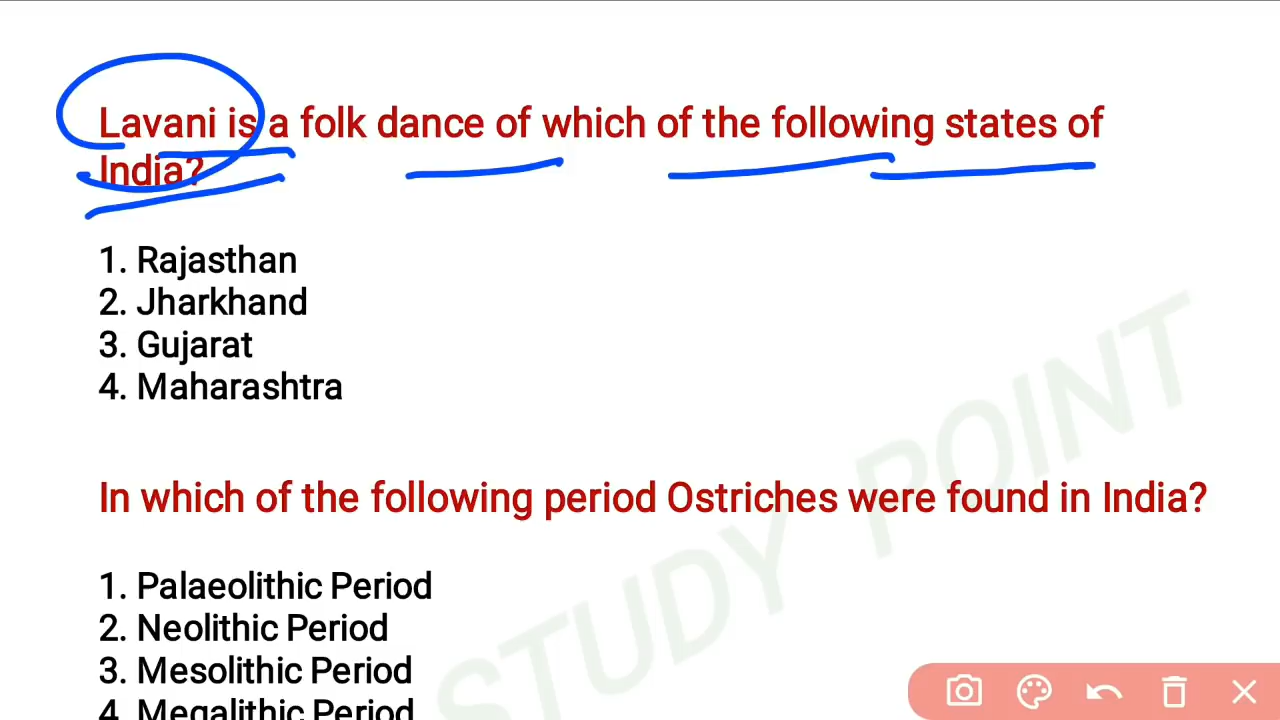 Lavani is a folk dance of which of the following states of
India?
1. Rajasthan
2. Jharkhand
3. Gujarat
4. Maharashtra
In which of the following period Ostriches were found in India?
1. Palaeolithic Period
2. Neolithic Period
3. Mesolithic Period
4. Megalithic Period
STUDY POINT